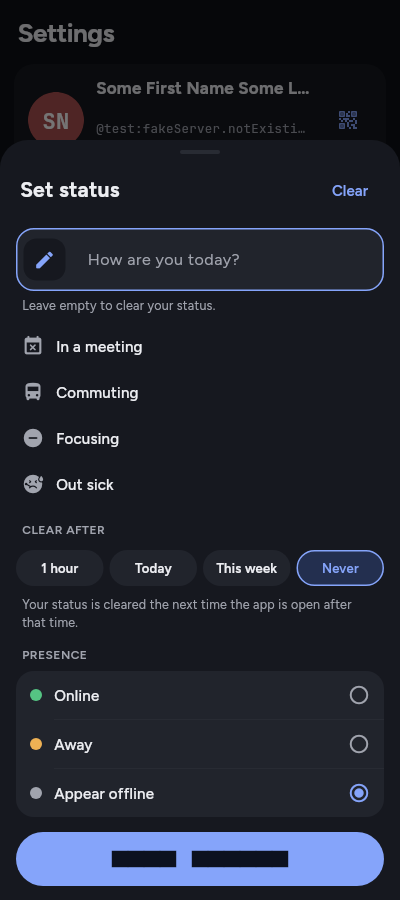 Settings
Some First Name Some L...
SN
@test:fakeServer.notExisti...
Set status
Clear
How are you today?
Leave empty to clear your status.
In a meeting
Commuting
Focusing
Out sick
CLEAR AFTER
1 hour
Today
This week
Never
Your status is cleared the next time the app is open after
that time.
PRESENCE
Online
Away
Appear offline